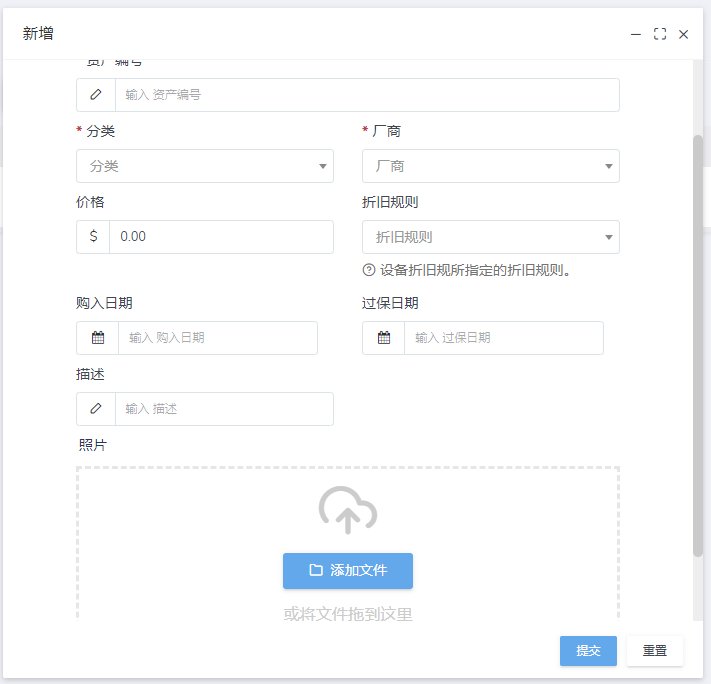 新增
资产编号
输入 资产编号
* 分类
* 厂商
分类
厂商
价格
折旧规则
$ 0.00
折旧规则
设备折旧规所指定的折旧规则。
购入日期
过保日期
输入 购入日期
输入 过保日期
描述
输入 描述
照片
添加文件
或将文件拖到这里
提交
重置